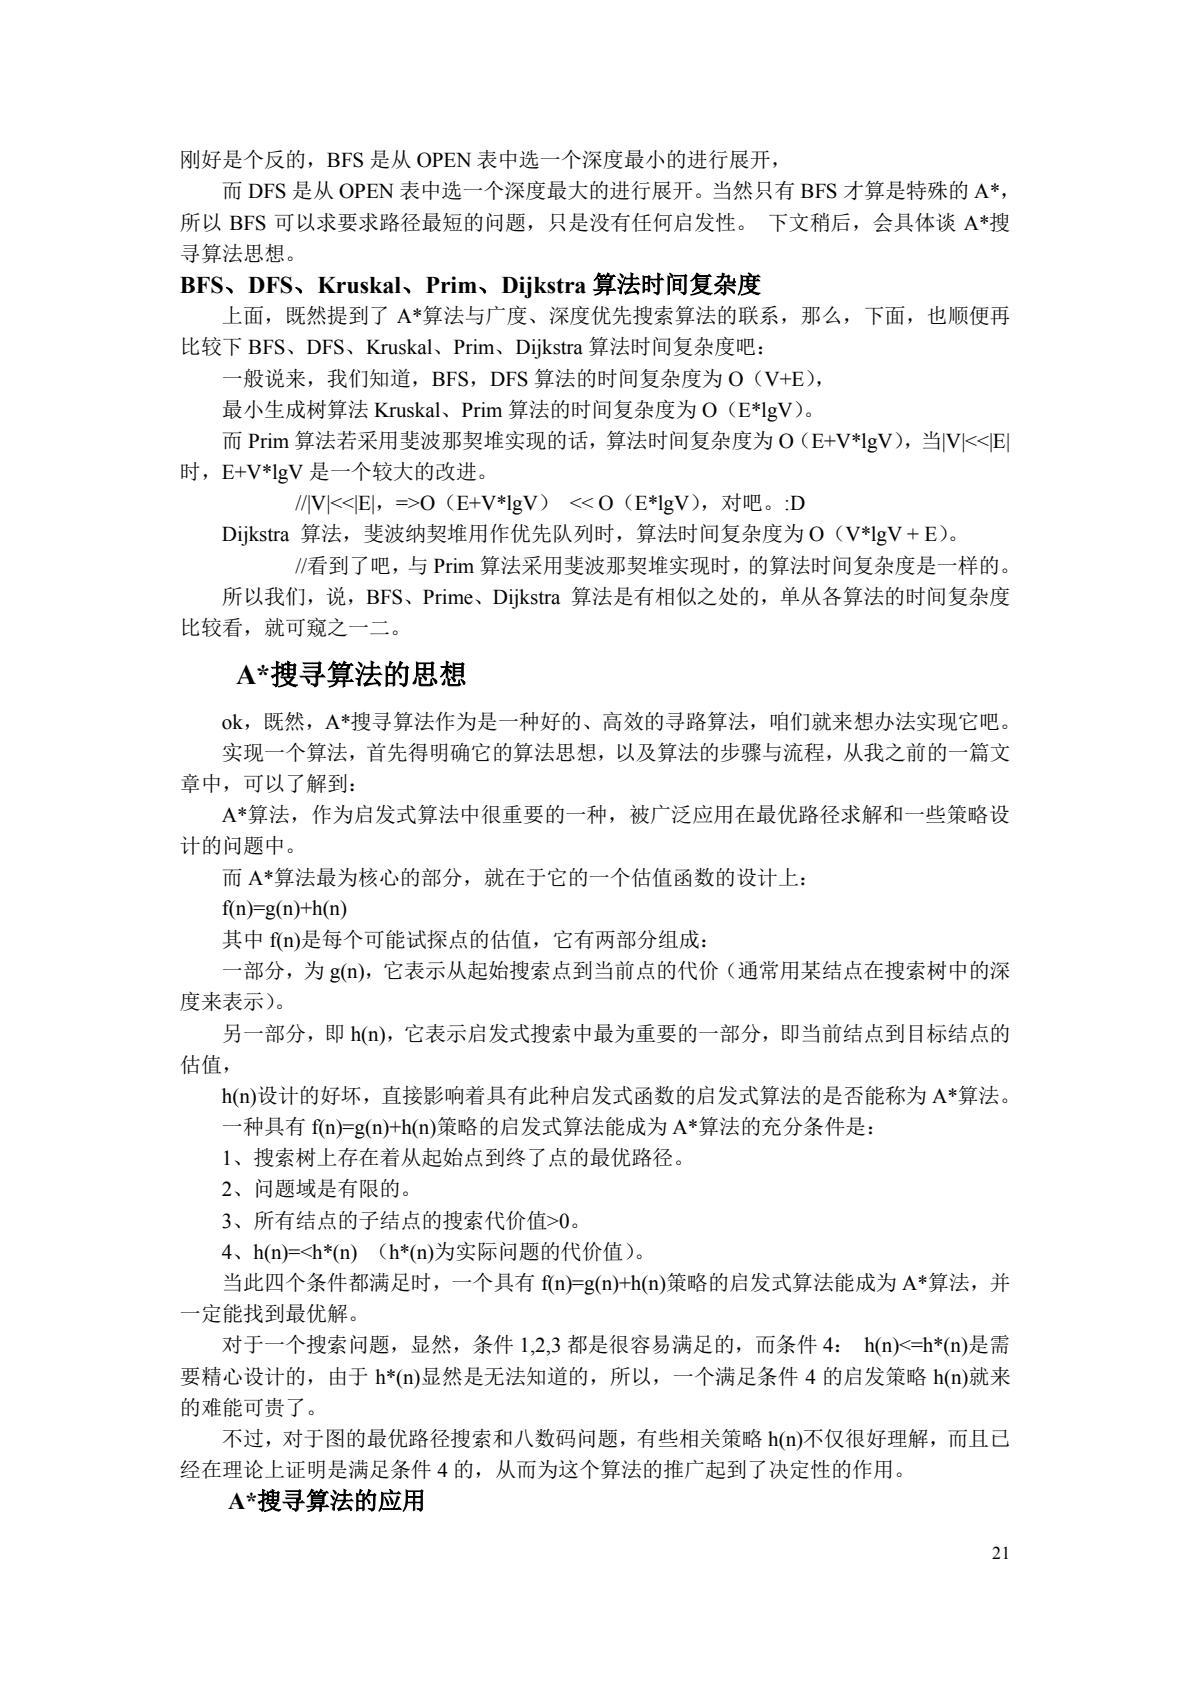 刚好是个反的，BFS 是从 OPEN 表中选一个深度最小的进行展开，
而 DFS 是从 OPEN 表中选一个深度最大的进行展开。当然只有 BFS 才算是特殊的 A*，
所以 BFS 可以求要求路径最短的问题，只是没有任何启发性。 下文稍后，会具体谈 A*搜
寻算法思想。
BFS、DFS、Kruskal、Prim、Dijkstra 算法时间复杂度
上面，既然提到了 A*算法与广度、深度优先搜索算法的联系，那么，下面，也顺便再
比较下 BFS、DFS、Kruskal、Prim、Dijkstra 算法时间复杂度吧：
一般说来，我们知道，BFS，DFS 算法的时间复杂度为 O（V+E），
最小生成树算法 Kruskal、Prim 算法的时间复杂度为 O（E*lgV）。
而 Prim 算法若采用斐波那契堆实现的话，算法时间复杂度为 O（E+V*lgV），当|V|<<|E|
时，E+V*lgV 是一个较大的改进。
//|V|<<|E|，=>O（E+V*lgV） << O（E*lgV），对吧。:D
Dijkstra 算法，斐波纳契堆用作优先队列时，算法时间复杂度为 O（V*lgV + E）。
//看到了吧，与 Prim 算法采用斐波那契堆实现时，的算法时间复杂度是一样的。
所以我们，说，BFS、Prime、Dijkstra 算法是有相似之处的，单从各算法的时间复杂度
比较看，就可窥之一二。
A*搜寻算法的思想
ok，既然，A*搜寻算法作为是一种好的、高效的寻路算法，咱们就来想办法实现它吧。
实现一个算法，首先得明确它的算法思想，以及算法的步骤与流程，从我之前的一篇文
章中，可以了解到：
A*算法，作为启发式算法中很重要的一种，被广泛应用在最优路径求解和一些策略设
计的问题中。
而 A*算法最为核心的部分，就在于它的一个估值函数的设计上：
f(n)=g(n)+h(n)
其中 f(n)是每个可能试探点的估值，它有两部分组成：
一部分，为 g(n)，它表示从起始搜索点到当前点的代价（通常用某结点在搜索树中的深
度来表示）。
另一部分，即 h(n)，它表示启发式搜索中最为重要的一部分，即当前结点到目标结点的
估值，
h(n)设计的好坏，直接影响着具有此种启发式函数的启发式算法的是否能称为 A*算法。
一种具有 f(n)=g(n)+h(n)策略的启发式算法能成为 A*算法的充分条件是：
1、搜索树上存在着从起始点到终了点的最优路径。
2、问题域是有限的。
3、所有结点的子结点的搜索代价值>0。
4、h(n)=<h*(n) （h*(n)为实际问题的代价值）。
当此四个条件都满足时，一个具有 f(n)=g(n)+h(n)策略的启发式算法能成为 A*算法，并
一定能找到最优解。
对于一个搜索问题，显然，条件 1,2,3 都是很容易满足的，而条件 4： h(n)<=h*(n)是需
要精心设计的，由于 h*(n)显然是无法知道的，所以，一个满足条件 4 的启发策略 h(n)就来
的难能可贵了。
不过，对于图的最优路径搜索和八数码问题，有些相关策略 h(n)不仅很好理解，而且已
经在理论上证明是满足条件 4 的，从而为这个算法的推广起到了决定性的作用。
A*搜寻算法的应用
21